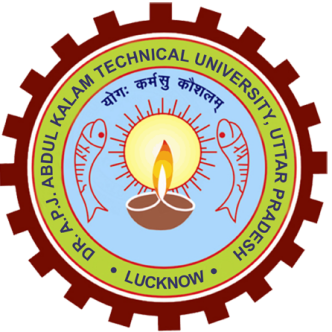 DR. A.P.J. ABDUL KALAM TECHNICAL UNIVERSITY, UTTAR PRADESH
योगः कर्मसु कौशलम्
• LUCKNOW •